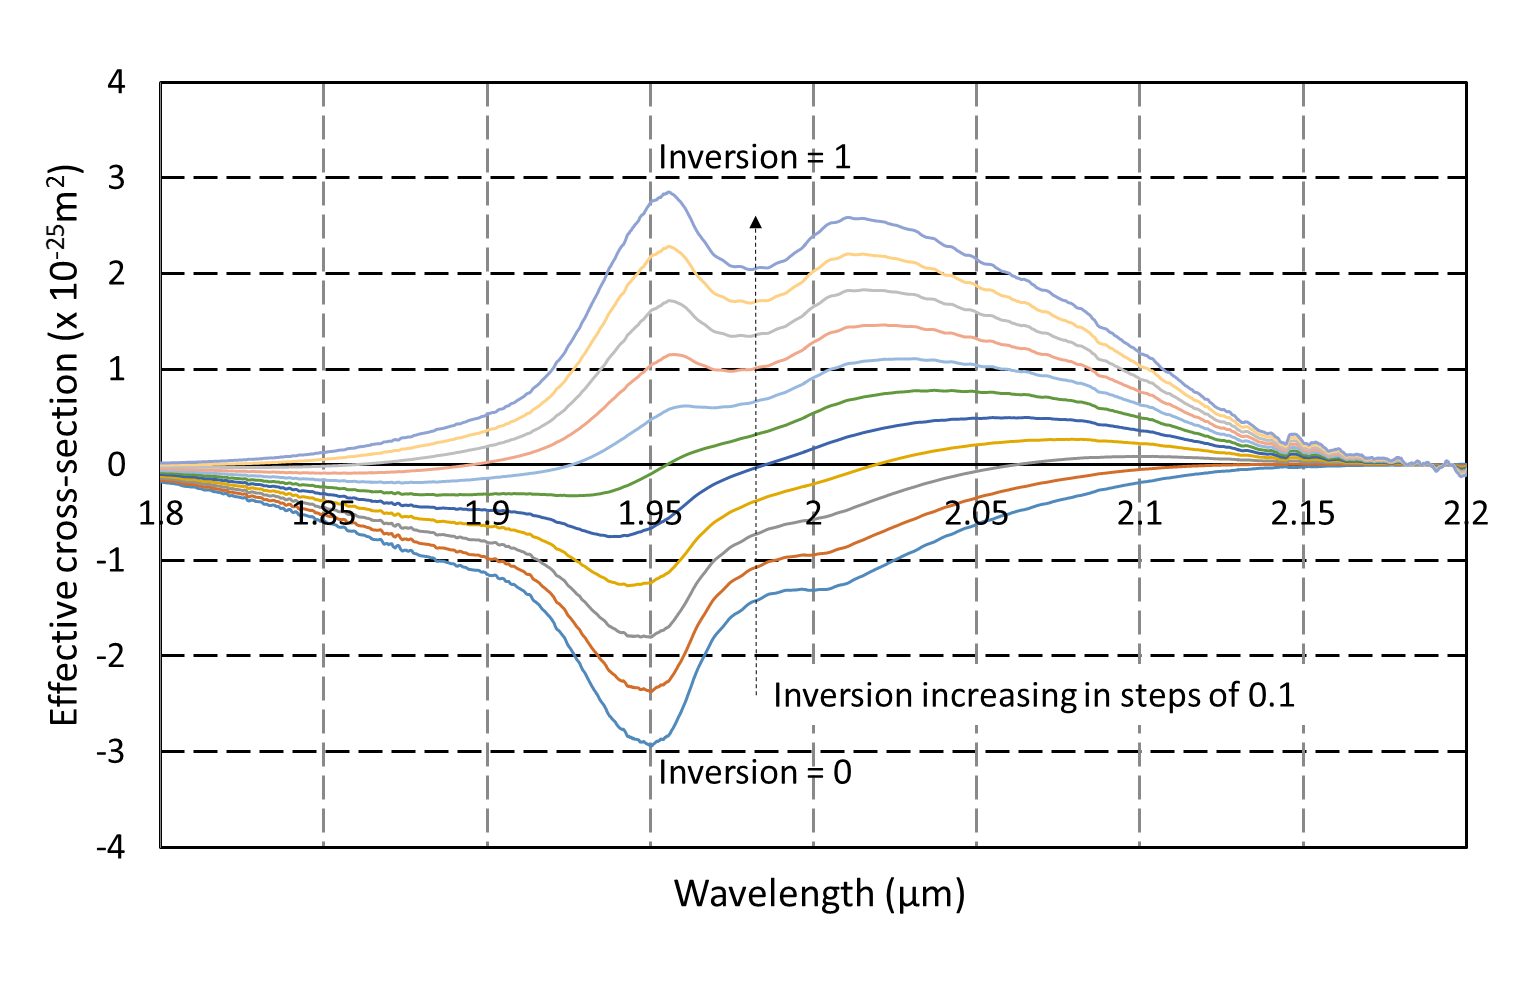 4
3
2
1
0
-1
-2
-3
-4
Effective cross-section (x 10⁻²⁵m²)
Inversion = 1
1.8 1.85 1.9 1.95 2 2.05 2.1 2.15 2.2
Inversion increasing in steps of 0.1
Inversion = 0
Wavelength (μm)